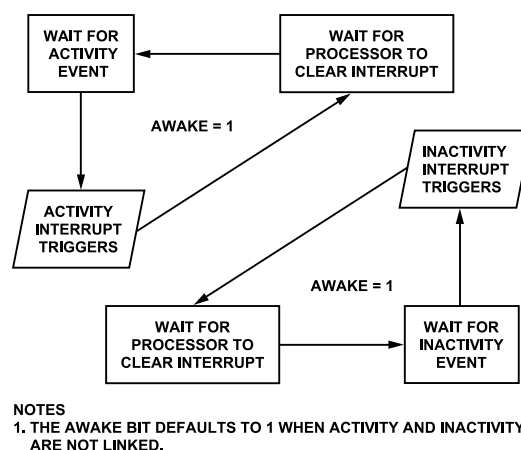 WAIT FOR
ACTIVITY
EVENT
WAIT FOR
PROCESSOR TO
CLEAR INTERRUPT
AWAKE = 1
ACTIVITY
INTERRUPT
TRIGGERS
INACTIVITY
INTERRUPT
TRIGGERS
AWAKE = 1
WAIT FOR
PROCESSOR TO
CLEAR INTERRUPT
WAIT FOR
INACTIVITY
EVENT
NOTES
1. THE AWAKE BIT DEFAULTS TO 1 WHEN ACTIVITY AND INACTIVITY
ARE NOT LINKED.